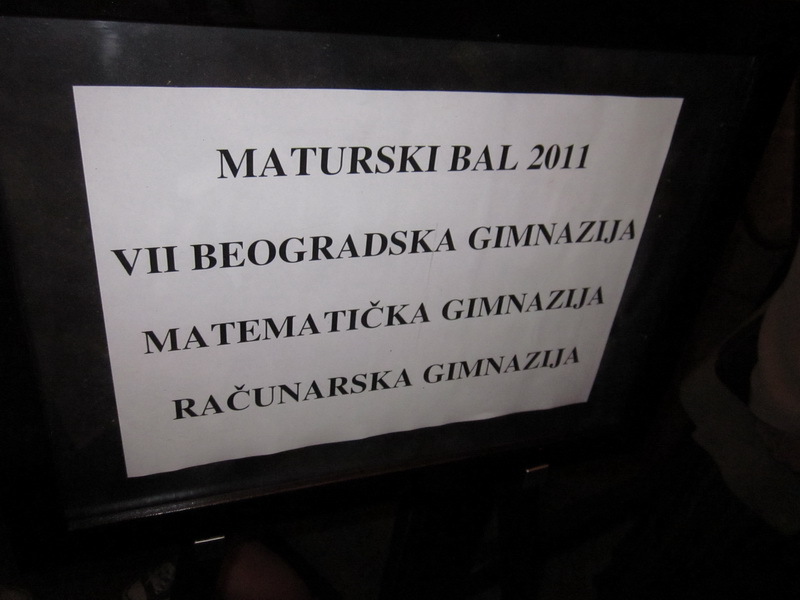 MATURSKI BAL 2011
VII BEOGRADSKA GIMNAZIJA
MATEMATIČKA GIMNAZIJA
RAČUNARSKA GIMNAZIJA